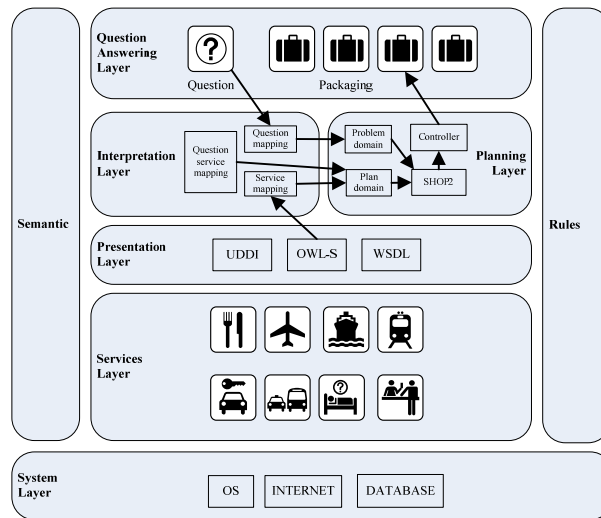 Question
Answering
Layer
?
Question
Packaging
Interpretation
Layer
Question
service
mapping
Question
mapping
Service
mapping
Problem
domain
Plan
domain
Controller
SHOP2
Planning
Layer
Semantic
Rules
Presentation
Layer
UDDI
OWL-S
WSDL
Services
Layer
?
System
Layer
OS
INTERNET
DATABASE